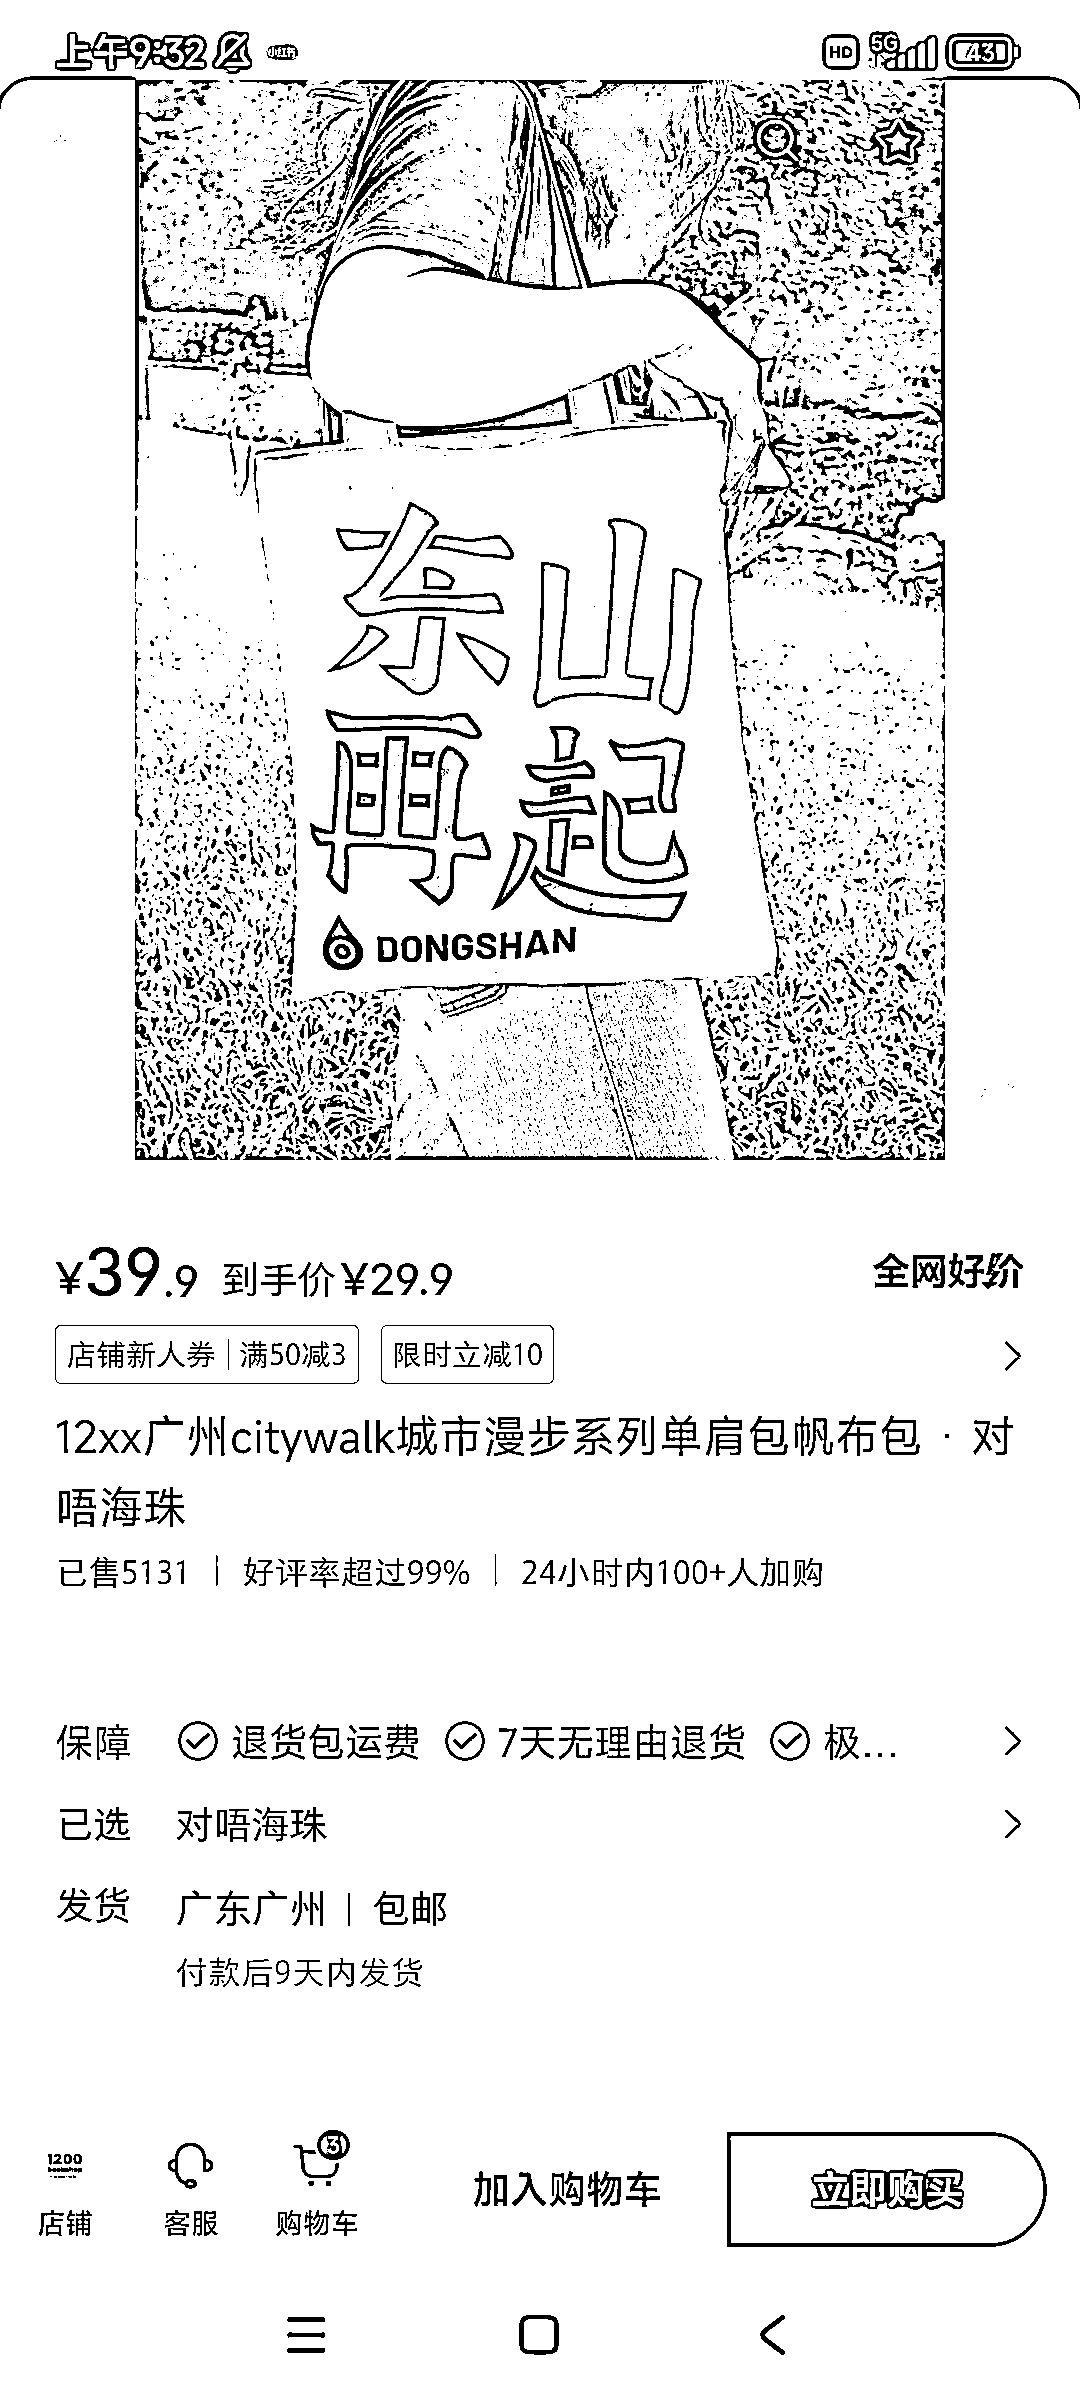 上午9:32
HD 5G 43
东山
再起
DONGSHAN
¥39.9 到手价¥29.9 全网好价
店铺新人券 满50减3 限时立减10
12xx广州citywalk城市漫步系列单肩包帆布包 · 对
唔海珠
已售5131 | 好评率超过99% | 24小时内100+人加购
保障 退货包运费 7天无理由退货 极...
已选 对唔海珠
发货 广东广州 | 包邮
付款后9天内发货
1200
31
店铺 客服 购物车 加入购物车 立即购买